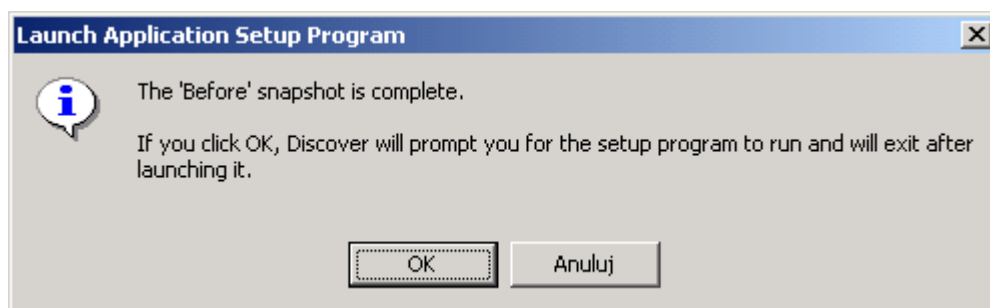 Launch Application Setup Program
The 'Before' snapshot is complete.
If you click OK, Discover will prompt you for the setup program to run and will exit after
launching it.
OK
Anuluj